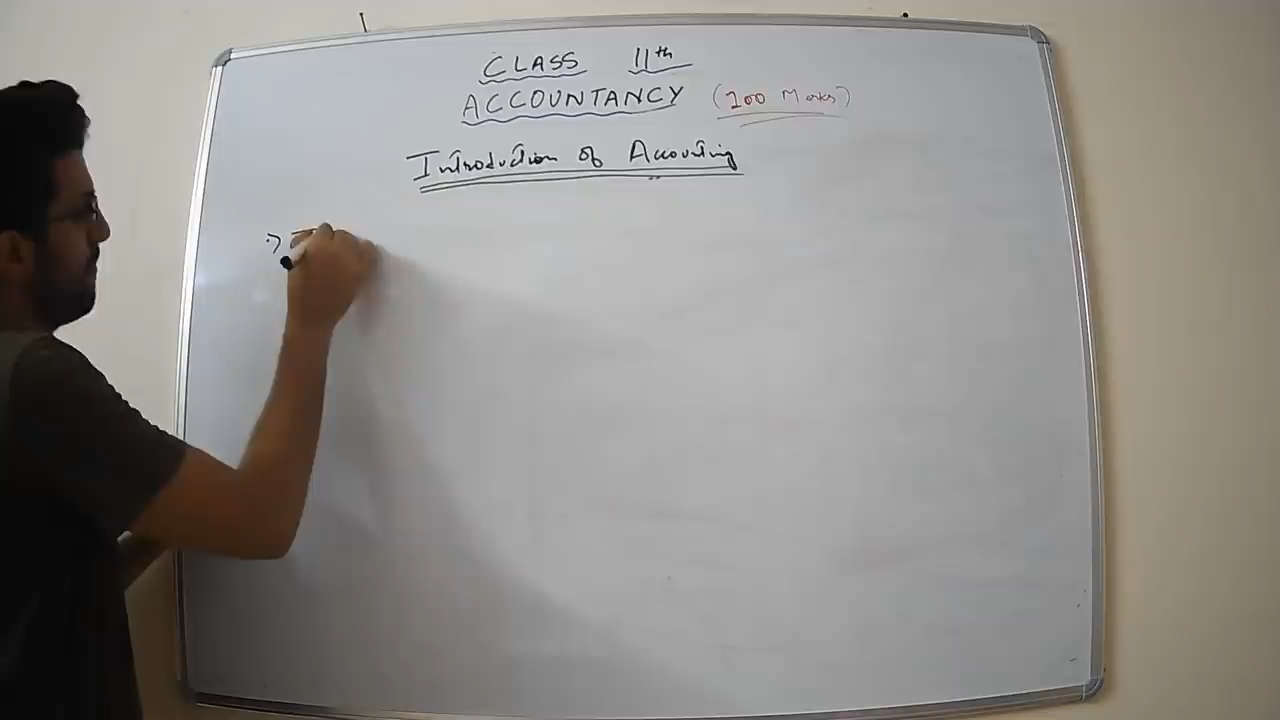 CLASS 11th
ACCOUNTANCY (100 Marks)
Introduction of Accounting